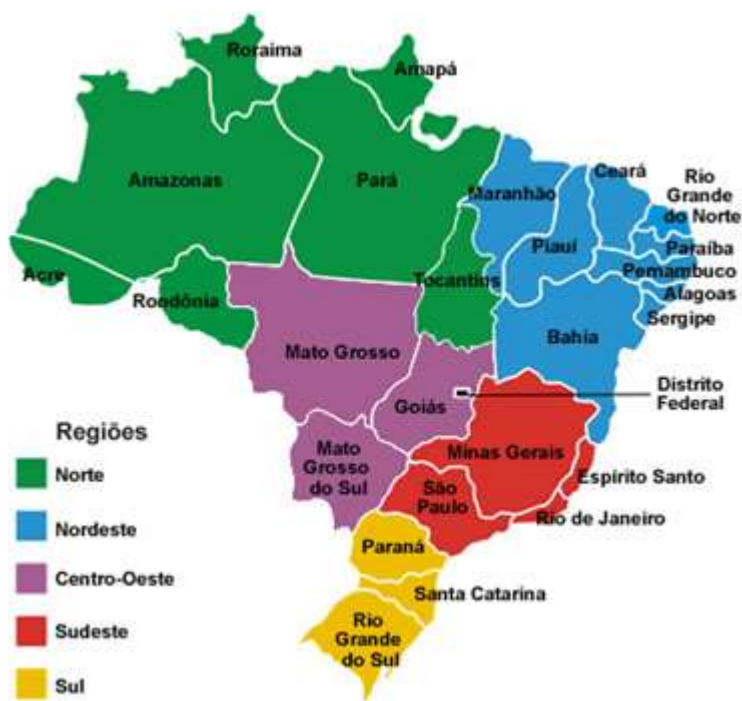 Roraima
Amapá
Amazonas
Pará
Maranhão
Ceará
Rio
Grande
do Norte
Piauí
Paraíba
Pernambuco
Acre
Rondônia
Tocantins
Alagoas
Sergipe
Mato Grosso
Bahia
Goiás
Distrito
Federal
Mato
Grosso
do Sul
Minas Gerais
Espírito Santo
São
Paulo
Rio de Janeiro
Paraná
Santa Catarina
Rio
Grande
do Sul
Regiões
Norte
Nordeste
Centro-Oeste
Sudeste
Sul